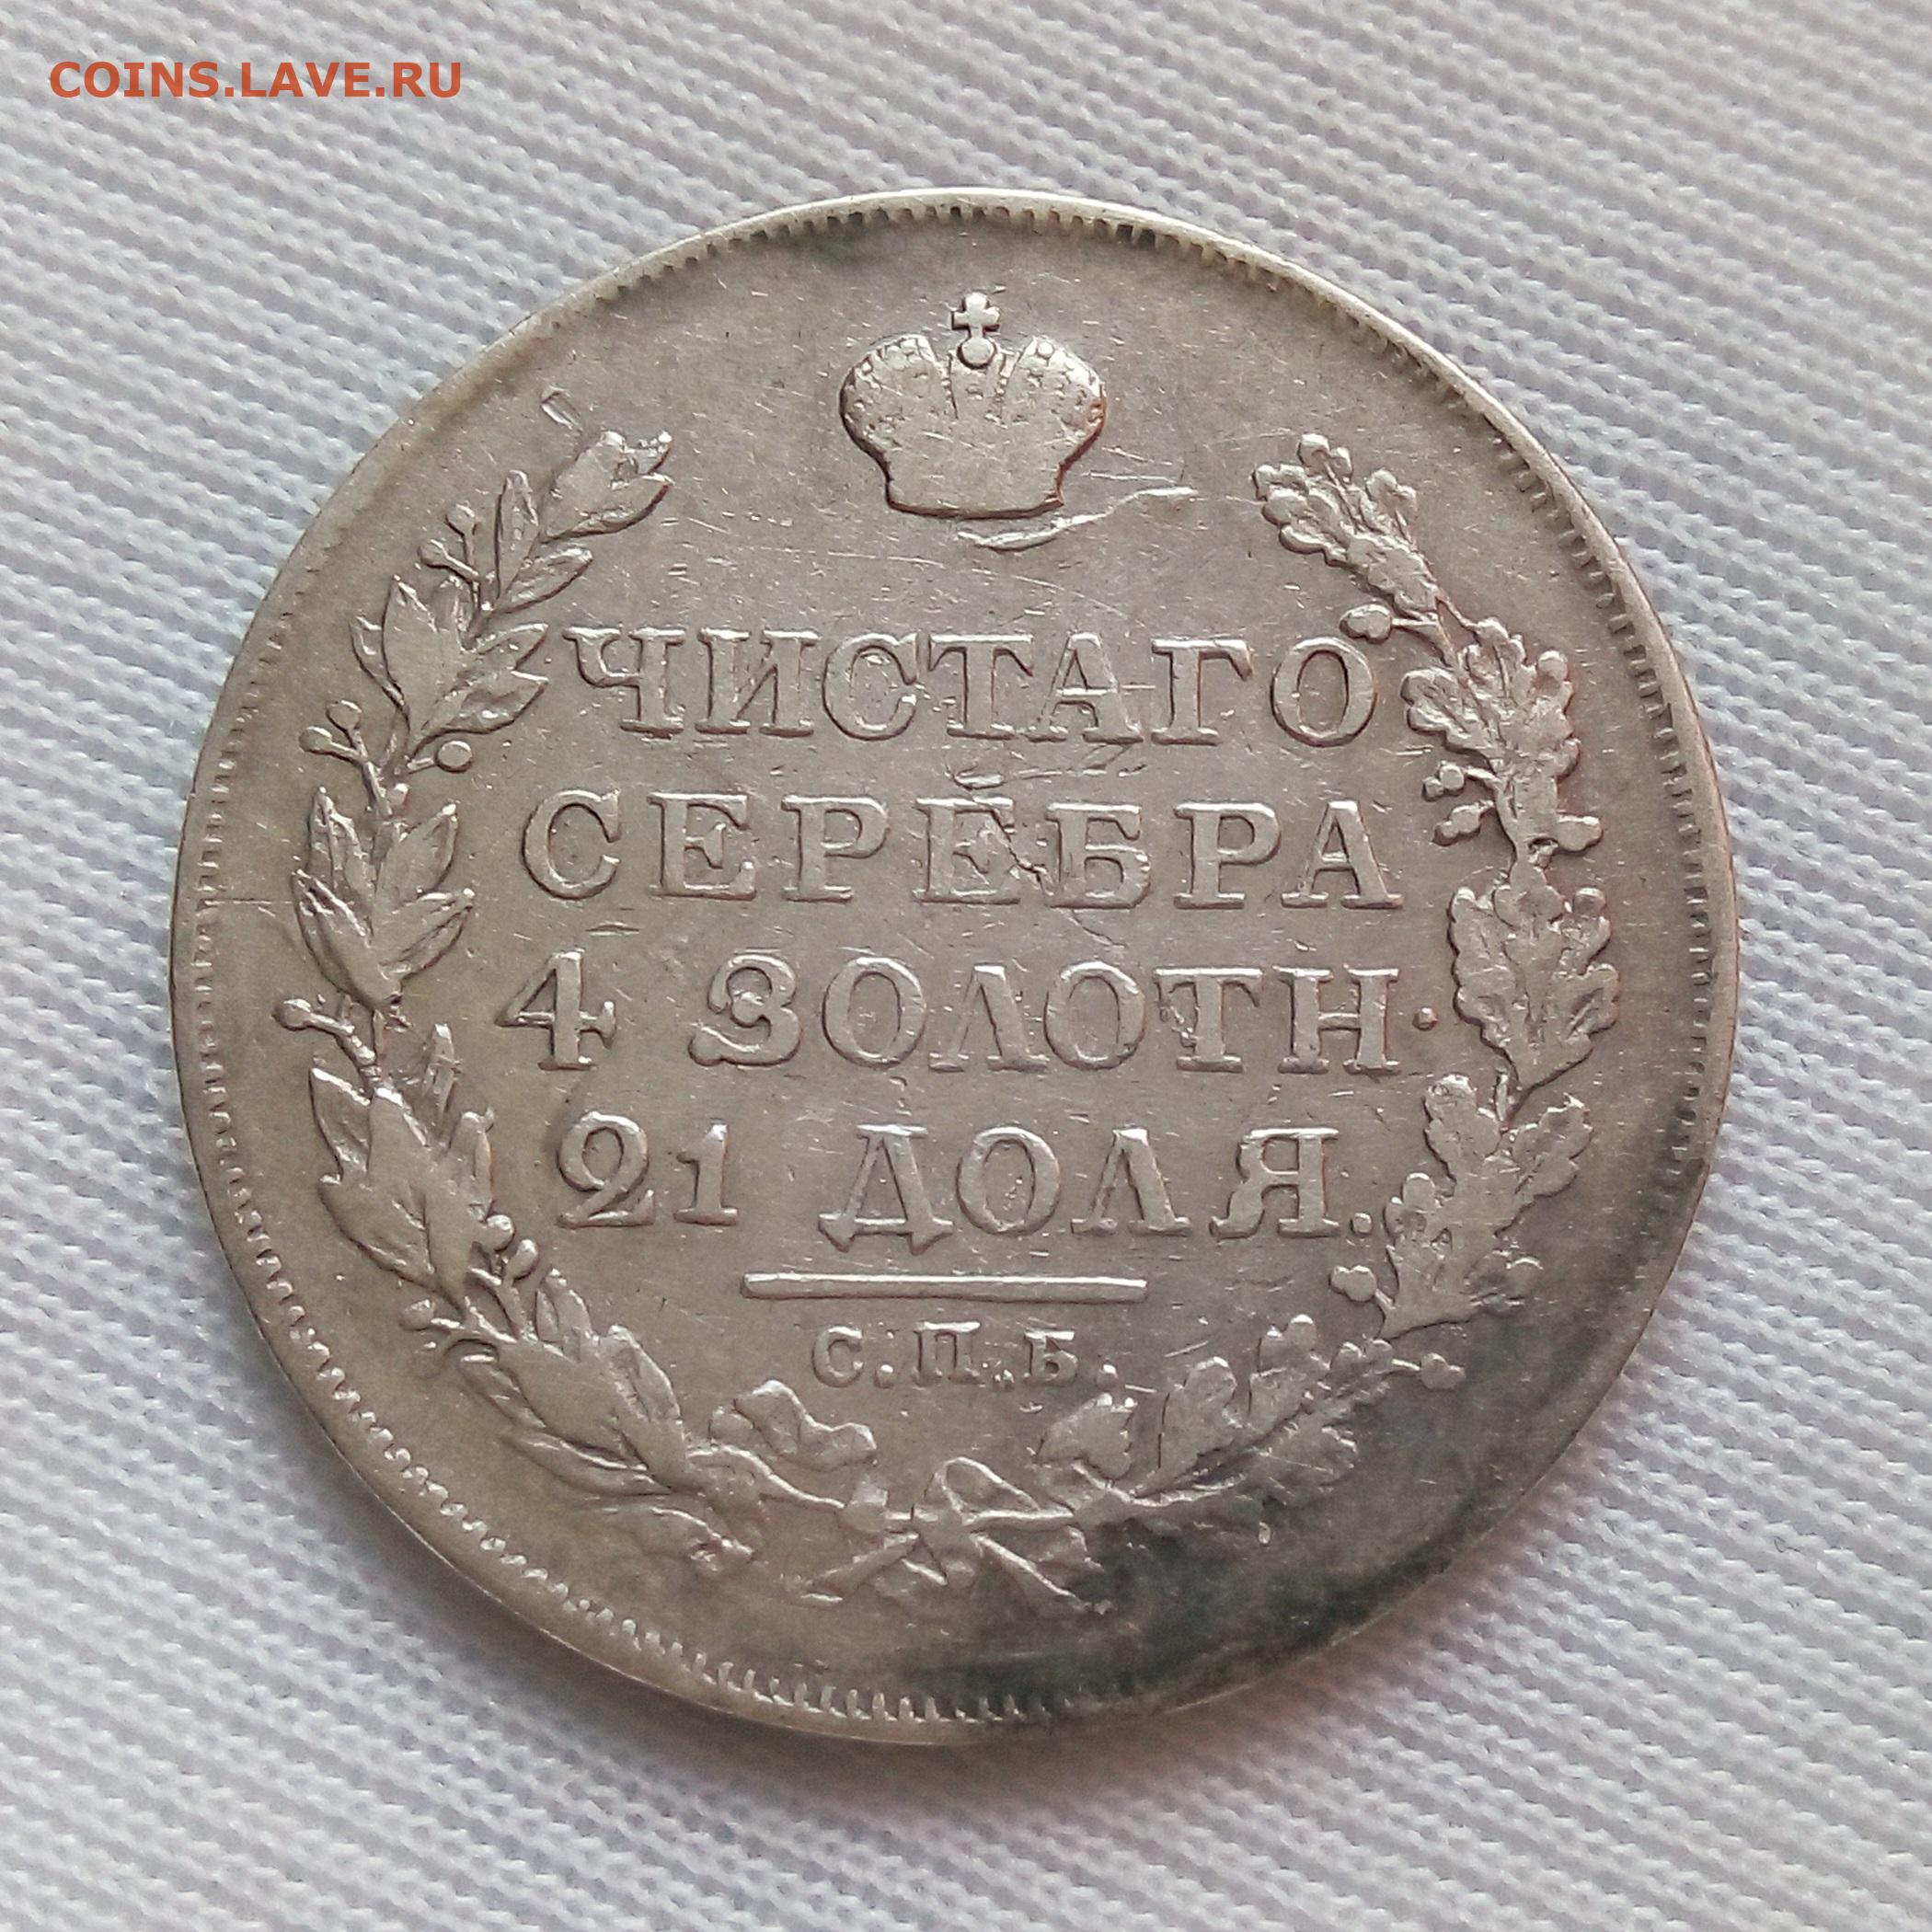 COINS.LAVE.RU
ЧИСТАГО
СЕРЕБРА
4 ЗОЛОТН.
21 ДОЛЯ.
С.П.Б.